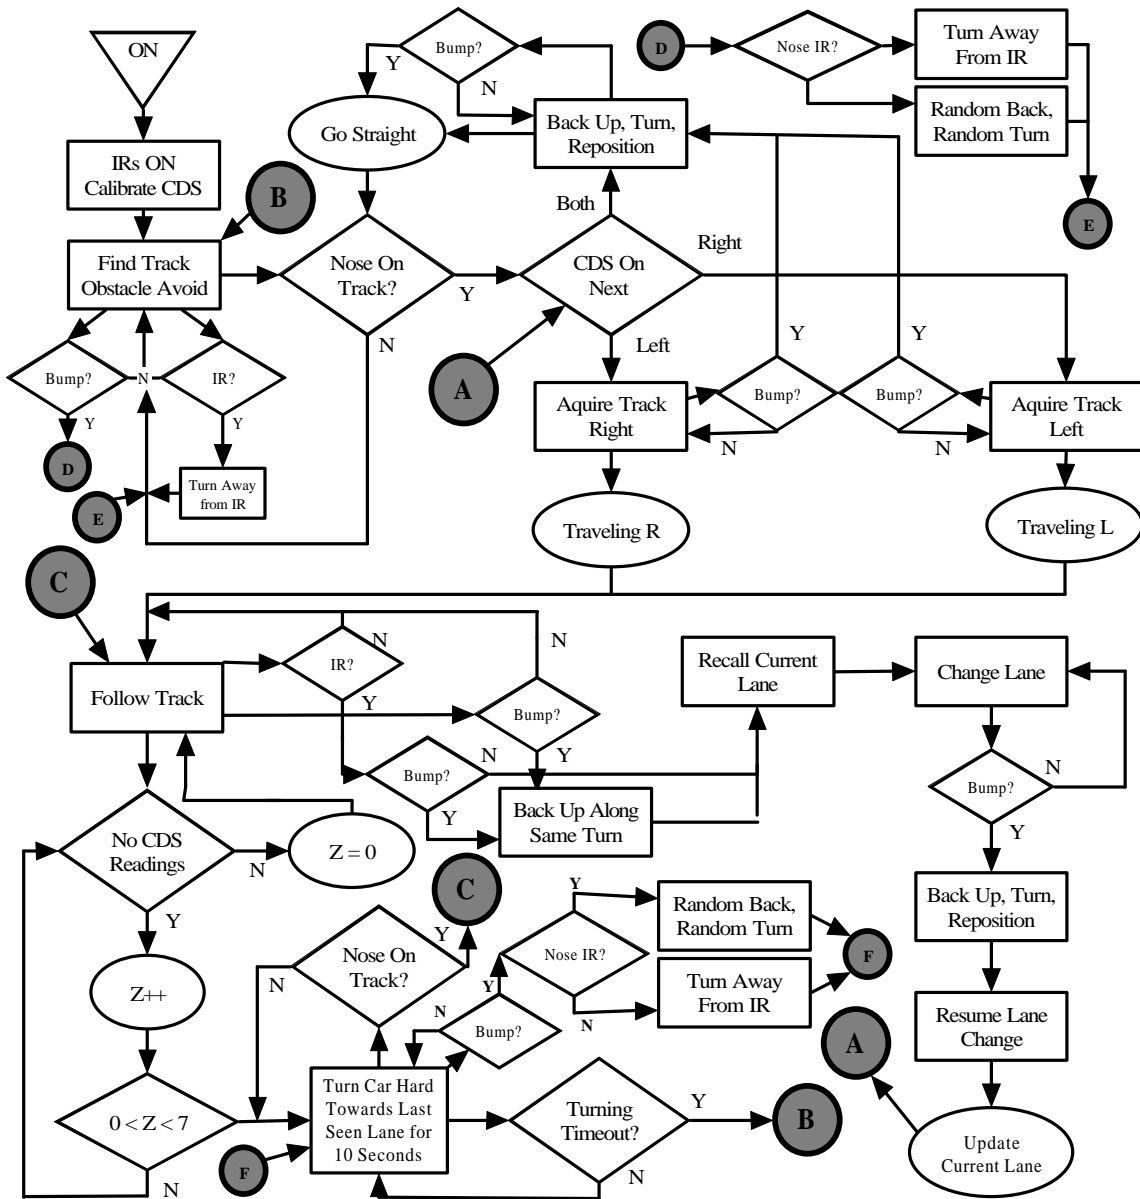 ON
IRs ON
Calibrate CDS
B
Find Track
Obstacle Avoid
Bump?
N
IR?
Y
Y
D
Turn Away
from IR
E
Bump?
Y
N
Go Straight
Back Up, Turn,
Reposition
Nose On
Track?
Y
N
Both
CDS On
Next
Right
Left
A
D
Nose IR?
Turn Away
From IR
Random Back,
Random Turn
E
Y
Y
Bump?
Bump?
Aquire Track
Right
N
N
Aquire Track
Left
Traveling R
Traveling L
C
Follow Track
IR?
N
Y
N
Bump?
Y
Bump?
N
Y
Back Up Along
Same Turn
Recall Current
Lane
Change Lane
Bump?
N
Y
Back Up, Turn,
Reposition
Resume Lane
Change
A
Update
Current Lane
No CDS
Readings
N
Z = 0
Y
Z++
0 < Z < 7
N
C
Nose On
Track?
Y
N
Y
Nose IR?
N
Random Back,
Random Turn
Turn Away
From IR
F
Y
N
Bump?
Turn Car Hard
Towards Last
Seen Lane for
10 Seconds
F
Turning
Timeout?
Y
N
B